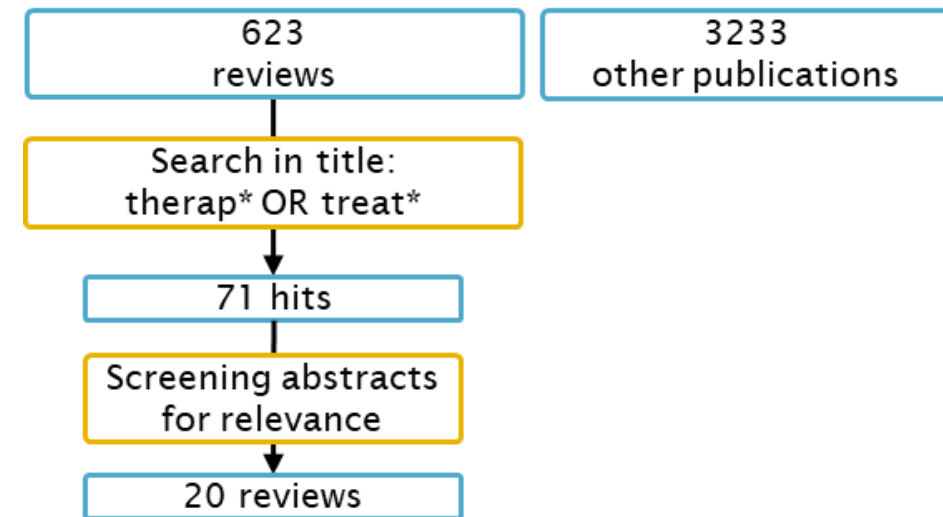 623
reviews
3233
other publications
Search in title:
therap* OR treat*
71 hits
Screening abstracts
for relevance
20 reviews